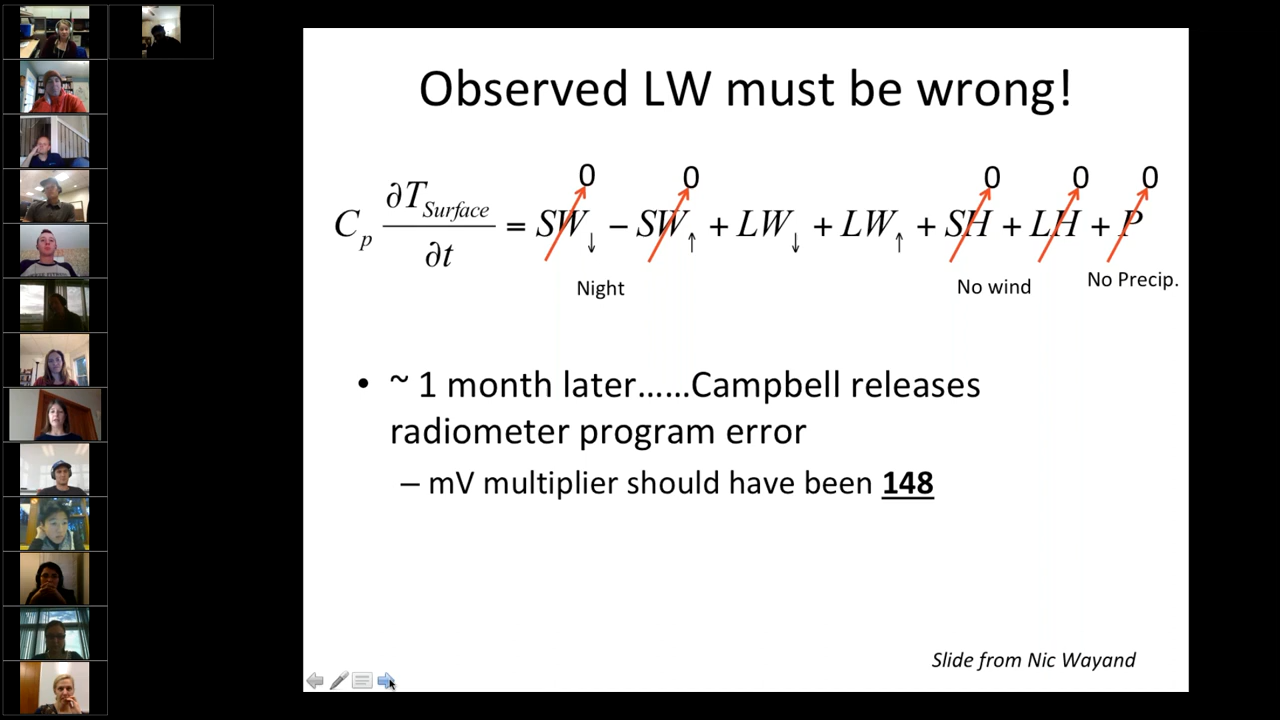 Observed LW must be wrong!
0 0 0 0 0
Cp ∂TSurface/∂t = SW↓ − SW↑ + LW↓ + LW↑ + SH + LH + P
Night No wind No Precip.
• ~ 1 month later......Campbell releases
radiometer program error
– mV multiplier should have been 148
Slide from Nic Wayand